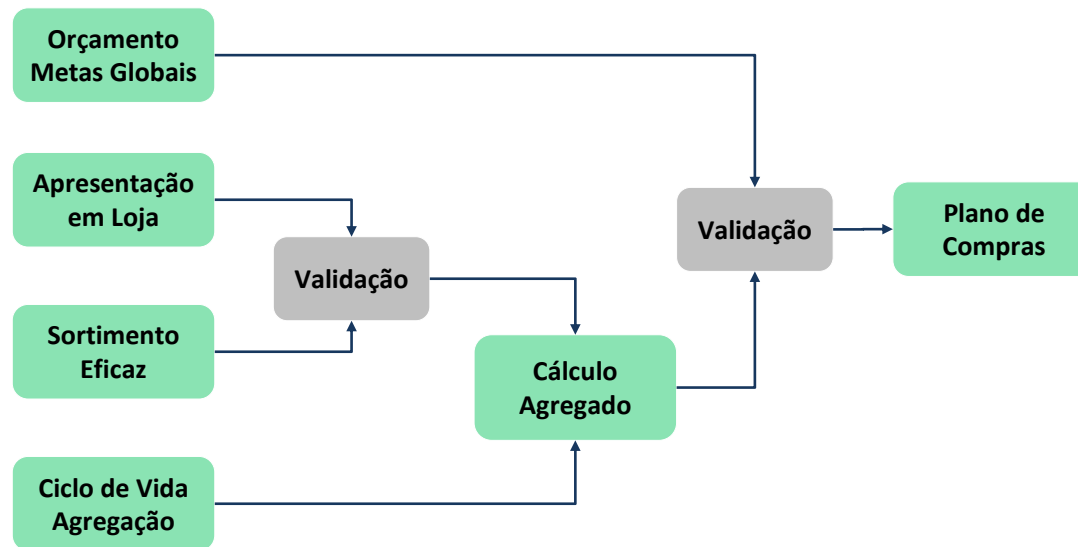 Orçamento
Metas Globais
Apresentação
em Loja
Validação
Validação
Plano de
Compras
Sortimento
Eficaz
Cálculo
Agregado
Ciclo de Vida
Agregação